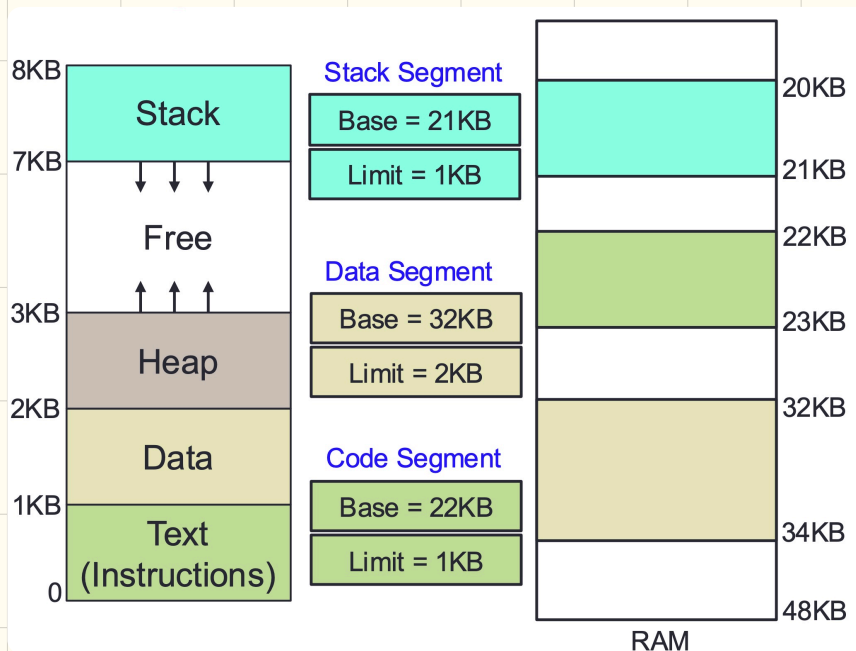 8KB
Stack
7KB
Free
3KB
Heap
2KB
Data
1KB
Text
(Instructions)
0
Stack Segment
Base = 21KB
Limit = 1KB
Data Segment
Base = 32KB
Limit = 2KB
Code Segment
Base = 22KB
Limit = 1KB
20KB
21KB
22KB
23KB
32KB
34KB
48KB
RAM